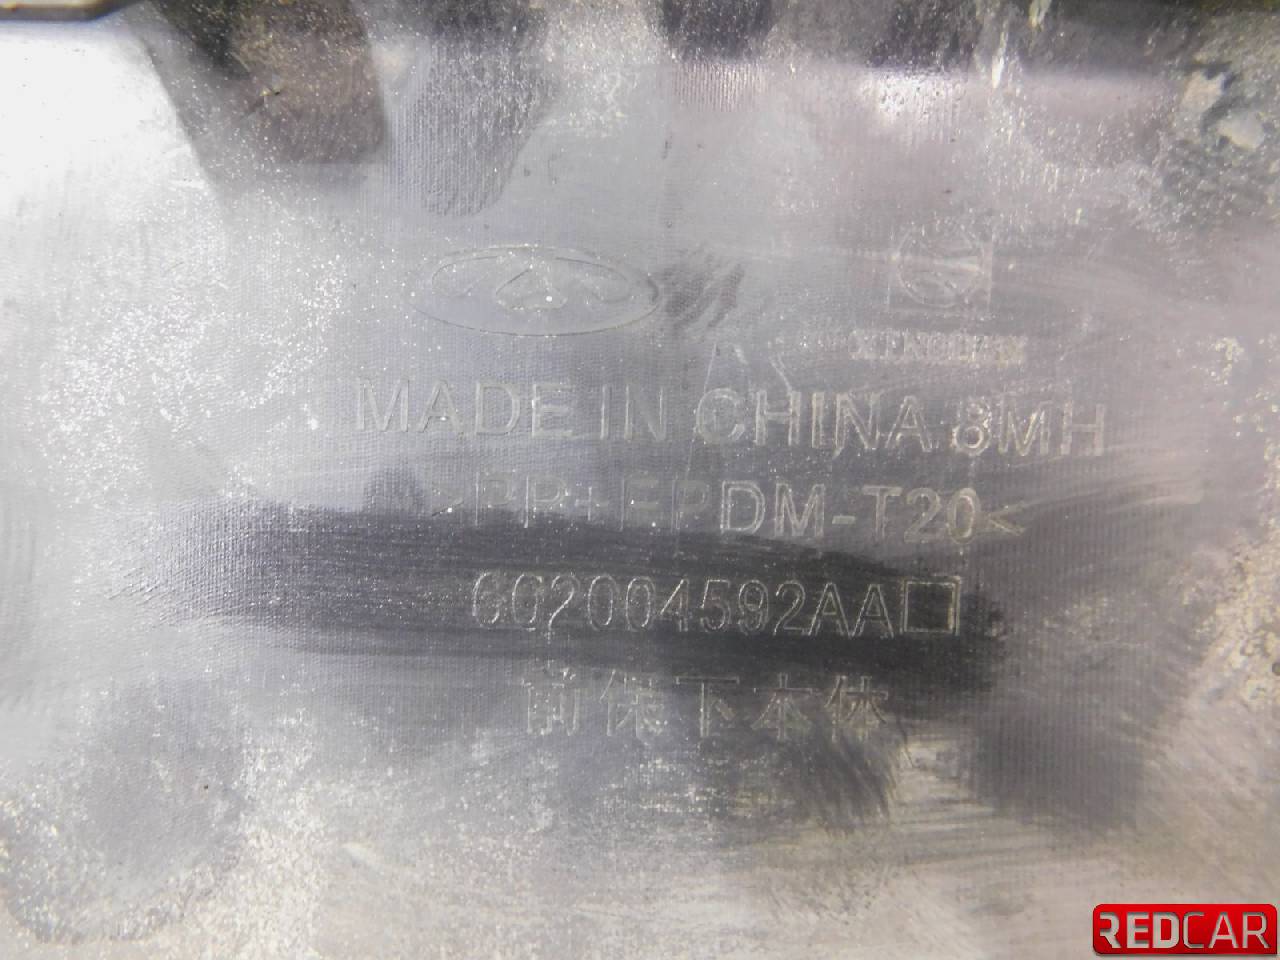 MADE IN CHINA 8MH
>PP+EPDM-T20<
602004592AA□
前保下本体
REDCAR